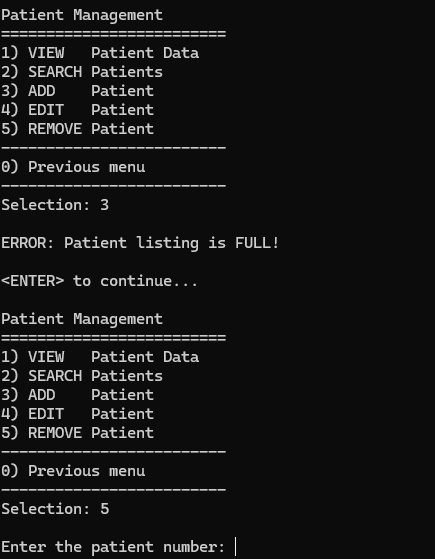 Patient Management
=========================
1) VIEW   Patient Data
2) SEARCH Patients
3) ADD    Patient
4) EDIT   Patient
5) REMOVE Patient
-------------------------
0) Previous menu
-------------------------
Selection: 3
ERROR: Patient listing is FULL!
<ENTER> to continue...
Patient Management
=========================
1) VIEW   Patient Data
2) SEARCH Patients
3) ADD    Patient
4) EDIT   Patient
5) REMOVE Patient
-------------------------
0) Previous menu
-------------------------
Selection: 5
Enter the patient number: